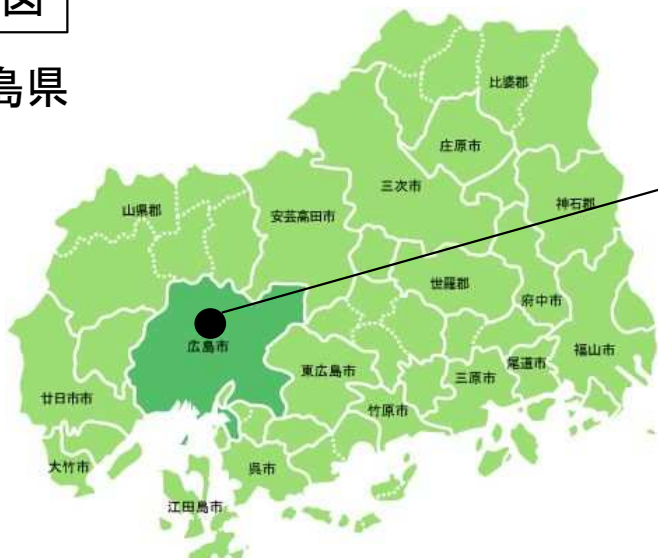 図
島県
比婆郡
庄原市
三次市
神石郡
山県郡
安芸高田市
世羅郡
府中市
広島市
福山市
尾道市
東広島市
三原市
廿日市市
竹原市
大竹市
呉市
江田島市